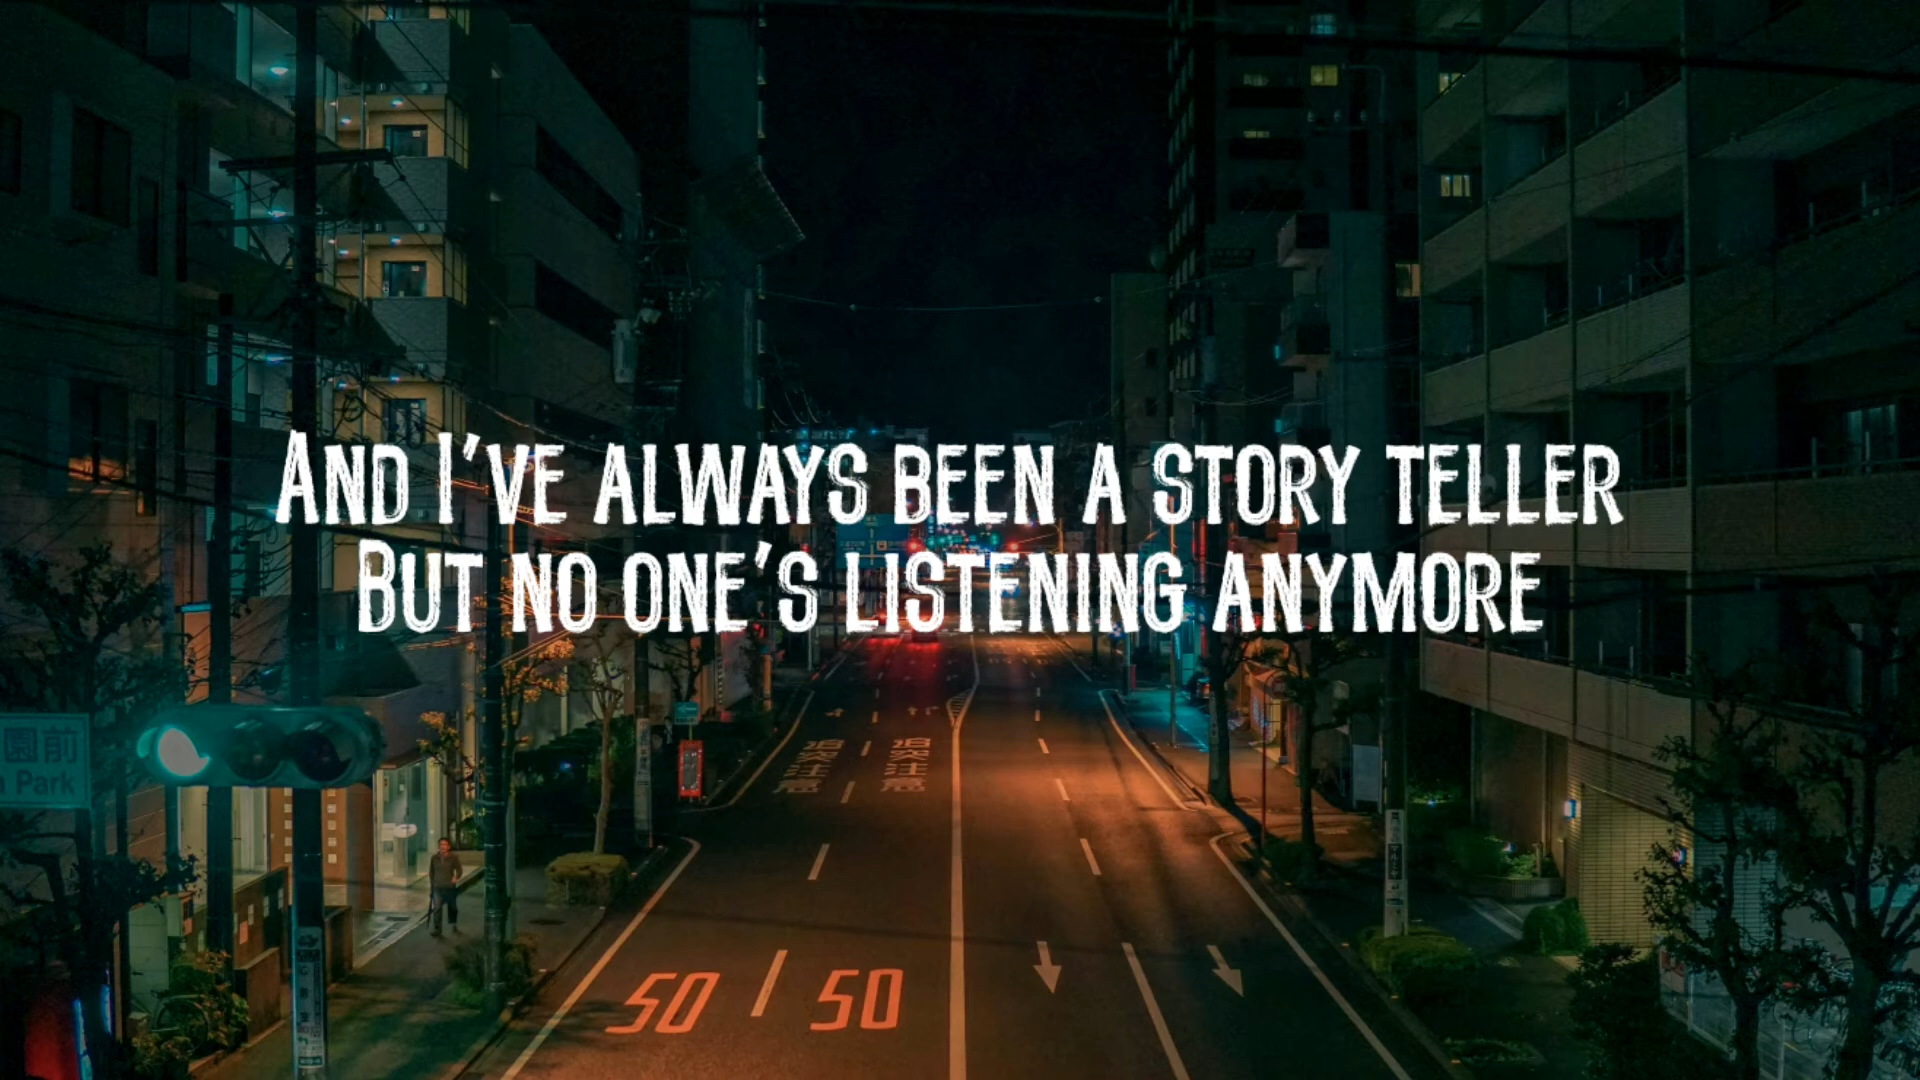 And I've always been a story teller
But no one's listening anymore
園前
Park
50 50